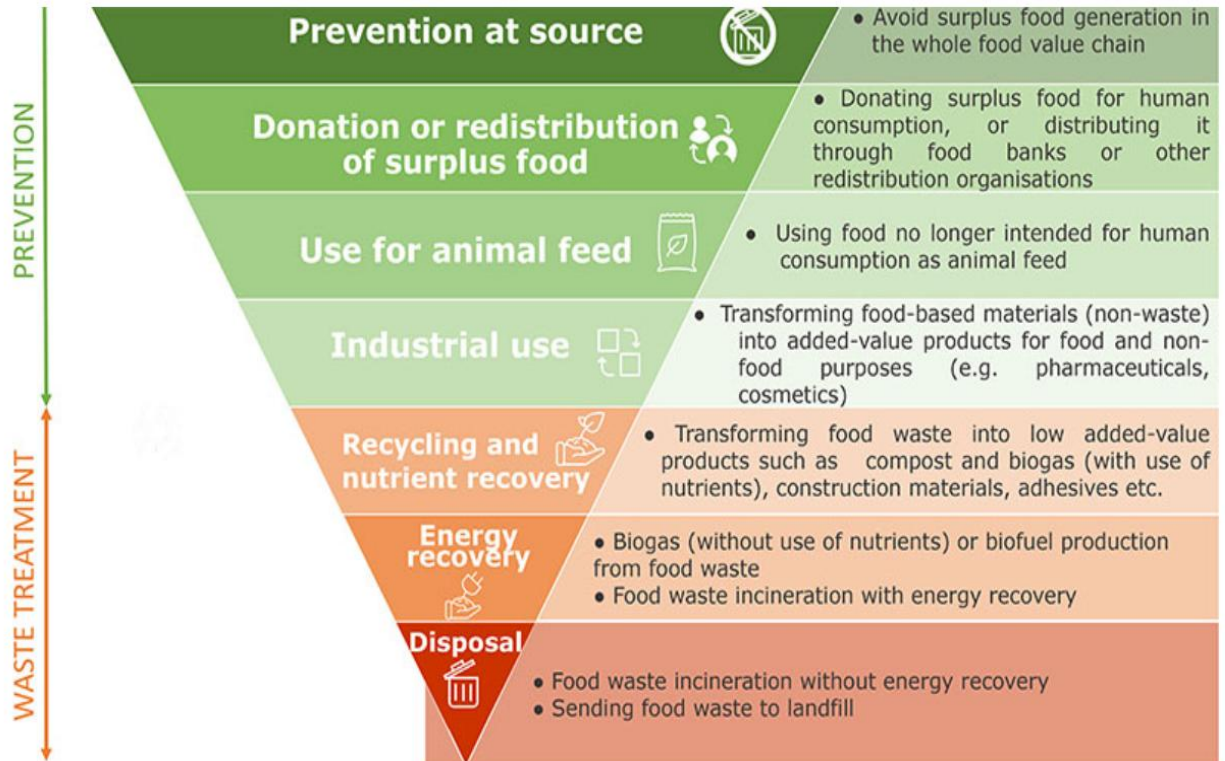 PREVENTION
WASTE TREATMENT
Prevention at source
● Avoid surplus food generation in
the whole food value chain
Donation or redistribution
of surplus food
● Donating surplus food for human
consumption, or distributing it
through food banks or other
redistribution organisations
Use for animal feed
● Using food no longer intended for human
consumption as animal feed
Industrial use
● Transforming food-based materials (non-waste)
into added-value products for food and non-
food purposes (e.g. pharmaceuticals,
cosmetics)
Recycling and
nutrient recovery
● Transforming food waste into low added-value
products such as compost and biogas (with use of
nutrients), construction materials, adhesives etc.
Energy
recovery
● Biogas (without use of nutrients) or biofuel production
from food waste
● Food waste incineration with energy recovery
Disposal
● Food waste incineration without energy recovery
● Sending food waste to landfill